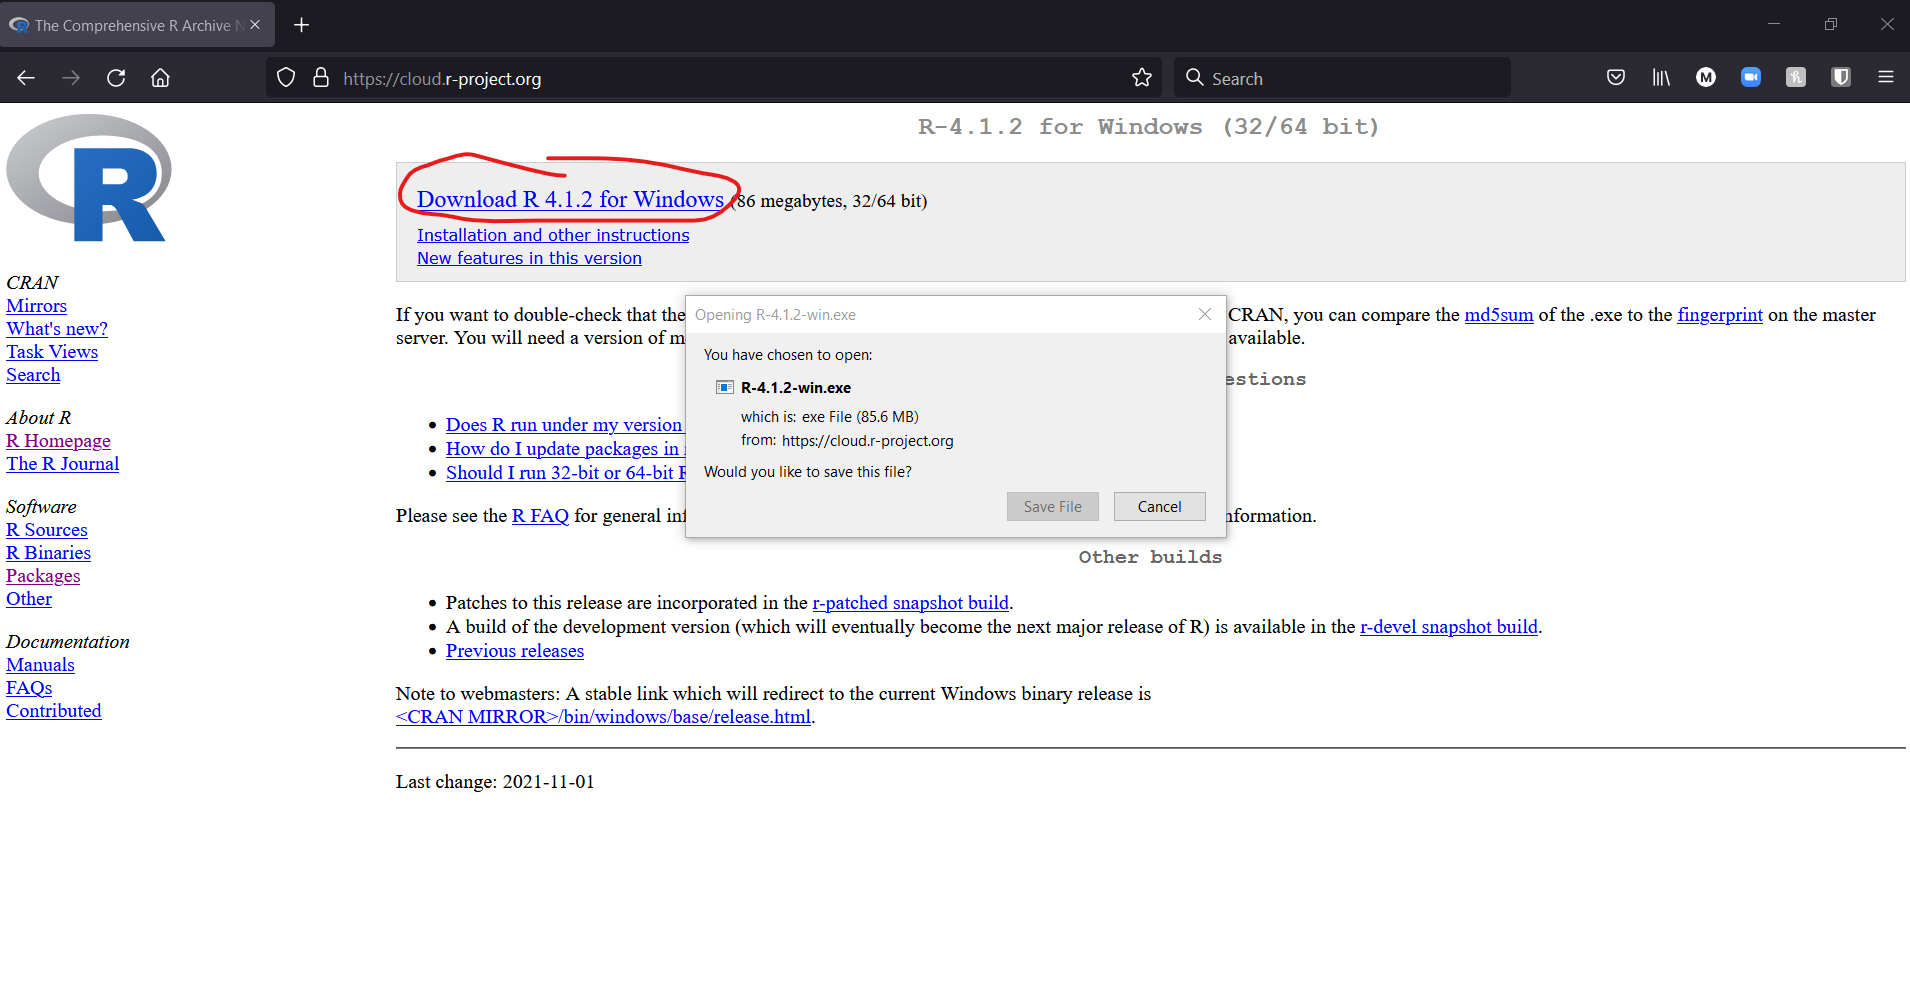 The Comprehensive R Archive N
https://cloud.r-project.org
Search
R
CRAN
Mirrors
What's new?
Task Views
Search
About R
R Homepage
The R Journal
Software
R Sources
R Binaries
Packages
Other
Documentation
Manuals
FAQs
Contributed
R-4.1.2 for Windows (32/64 bit)
Download R 4.1.2 for Windows (86 megabytes, 32/64 bit)
Installation and other instructions
New features in this version
If you want to double-check that the CRAN, you can compare the md5sum of the .exe to the fingerprint on the master
server. You will need a version of m available.
estions
Does R run under my version
How do I update packages in
Should I run 32-bit or 64-bit R
Please see the R FAQ for general inf nformation.
Opening R-4.1.2-win.exe
You have chosen to open:
R-4.1.2-win.exe
which is: exe File (85.6 MB)
from: https://cloud.r-project.org
Would you like to save this file?
Save File
Cancel
Other builds
Patches to this release are incorporated in the r-patched snapshot build.
A build of the development version (which will eventually become the next major release of R) is available in the r-devel snapshot build.
Previous releases
Note to webmasters: A stable link which will redirect to the current Windows binary release is
<CRAN MIRROR>/bin/windows/base/release.html.
Last change: 2021-11-01